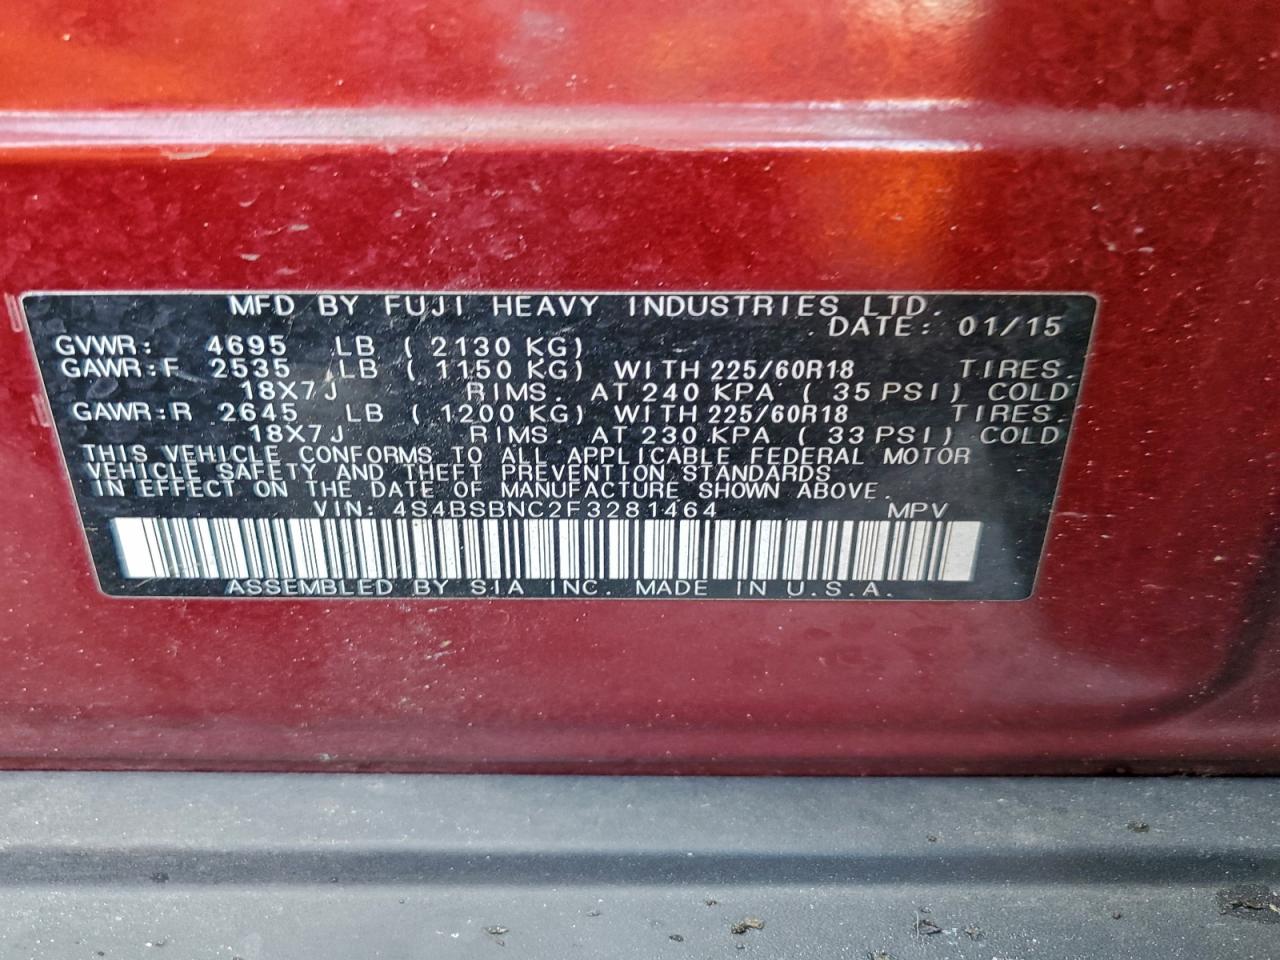 MFD BY FUJI HEAVY INDUSTRIES LTD.
DATE: 01/15
GVWR: 4695 LB ( 2130 KG)
GAWR:F 2535 LB ( 1150 KG) WITH 225/60R18 TIRES.
18X7J RIMS. AT 240 KPA ( 35 PSI) COLD
GAWR:R 2645 LB ( 1200 KG) WITH 225/60R18 TIRES.
18X7J RIMS. AT 230 KPA ( 33 PSI) COLD
THIS VEHICLE CONFORMS TO ALL APPLICABLE FEDERAL MOTOR
VEHICLE SAFETY AND THEFT PREVENTION STANDARDS
IN EFFECT ON THE DATE OF MANUFACTURE SHOWN ABOVE.
VIN: 4S4BSBNC2F3281464 MPV
ASSEMBLED BY SIA INC. MADE IN U.S.A.